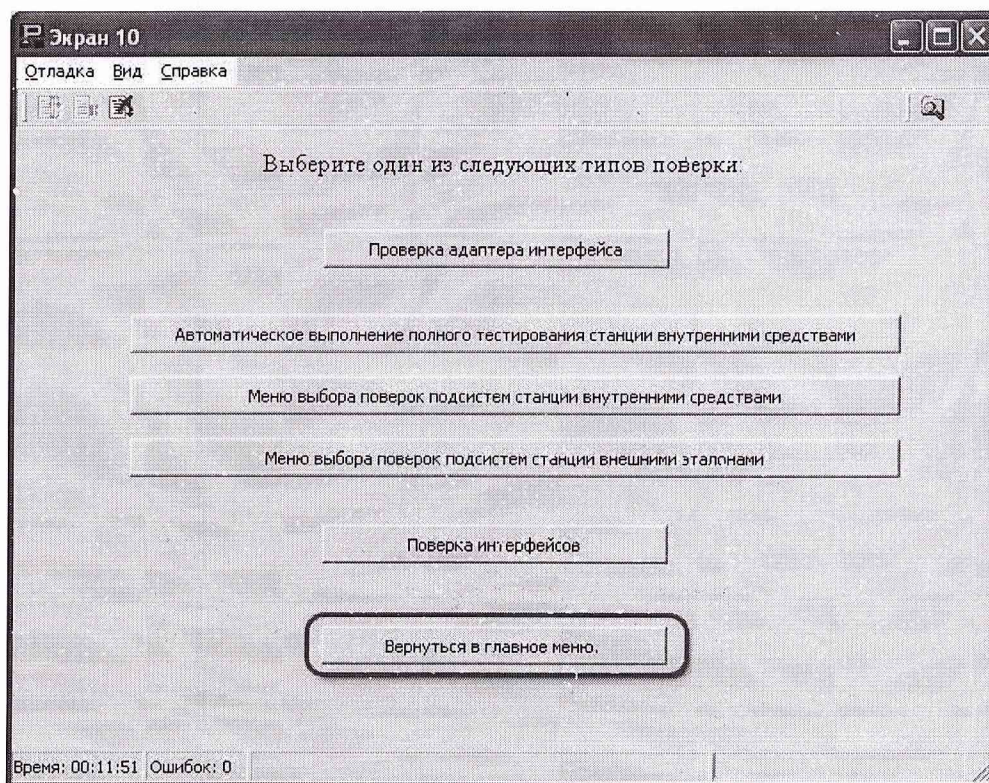 Экран 10
Отладка Вид Справка
Выберите один из следующих типов поверки:
Проверка адаптера интерфейса
Автоматическое выполнение полного тестирования станции внутренними средствами
Меню выбора поверок подсистем станции внутренними средствами
Меню выбора поверок подсистем станции внешними эталонами
Поверка интерфейсов
Вернуться в главное меню.
Время: 00:11:51 Ошибок: 0